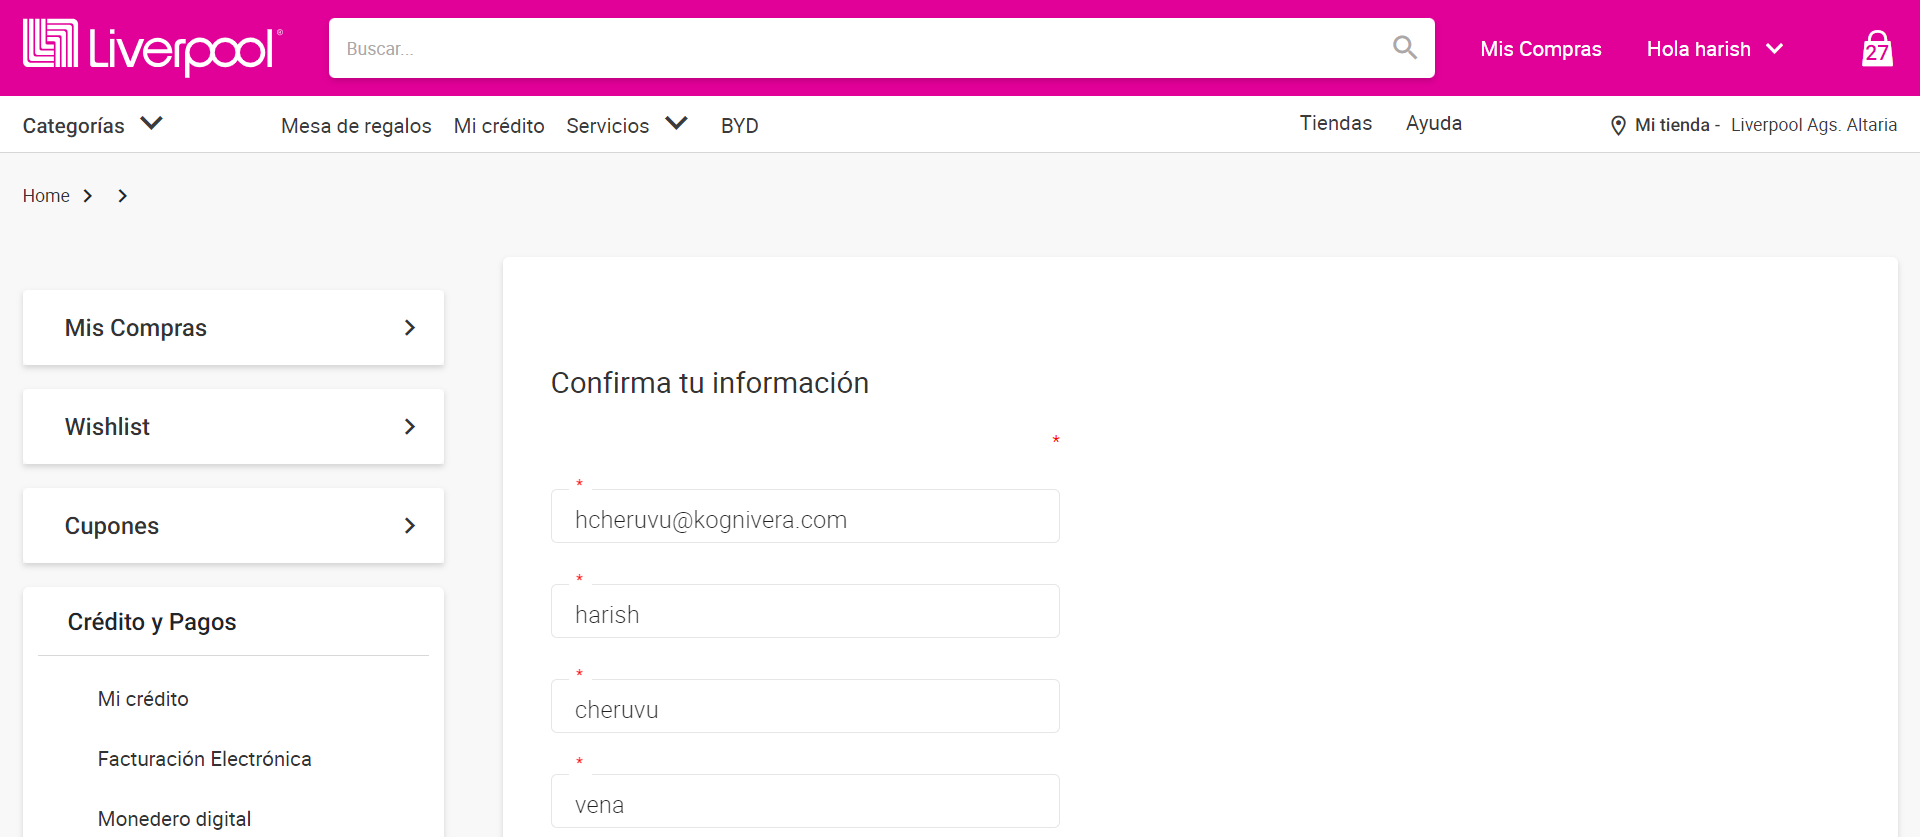 Liverpool®
Buscar...
Mis Compras
Hola harish
27
Categorías
Mesa de regalos
Mi crédito
Servicios
BYD
Tiendas
Ayuda
Mi tienda - Liverpool Ags. Altaria
Home
Mis Compras
Wishlist
Cupones
Crédito y Pagos
Mi crédito
Facturación Electrónica
Monedero digital
Confirma tu información
*
*
hcheruvu@kognivera.com
*
harish
*
cheruvu
*
vena